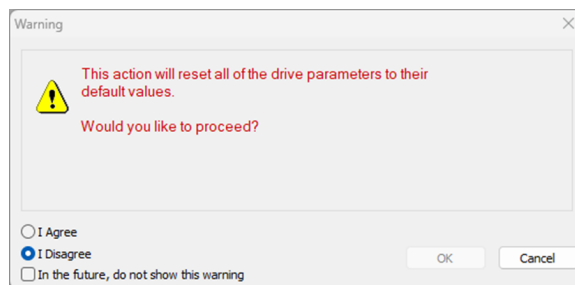 Warning
This action will reset all of the drive parameters to their
default values.
Would you like to proceed?
I Agree
I Disagree
OK
Cancel
In the future, do not show this warning